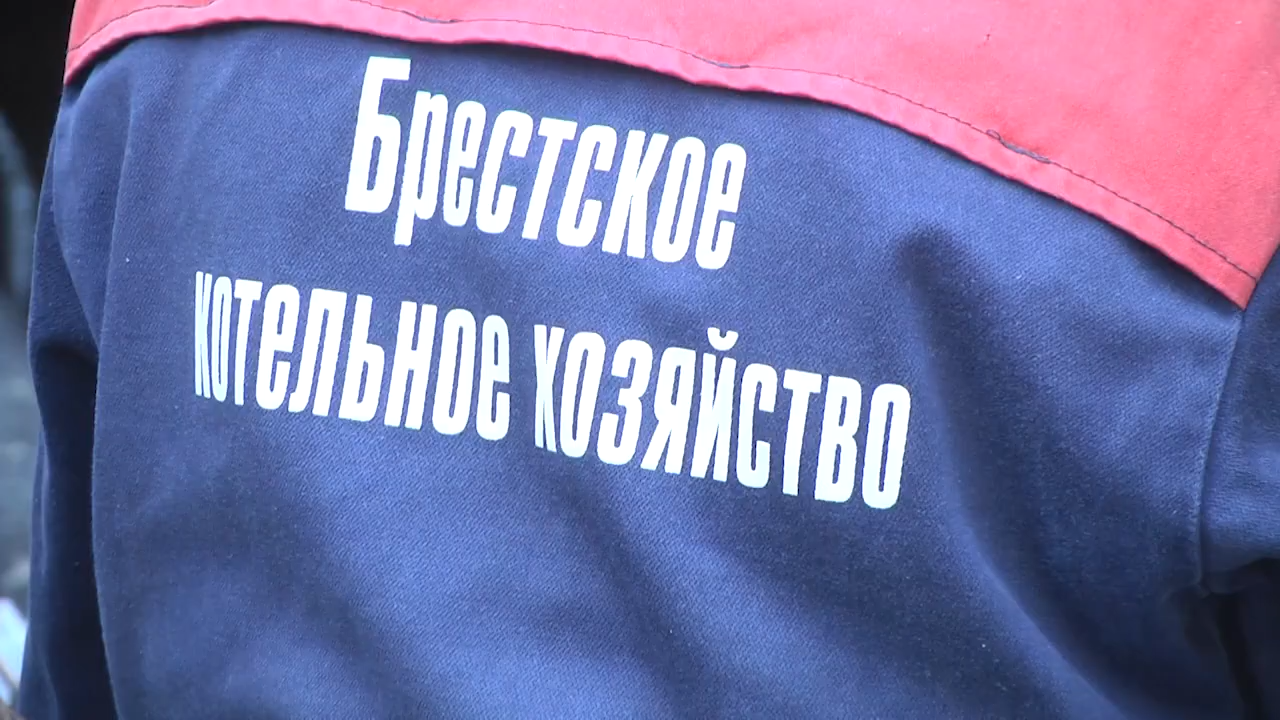 Брестское
котельное хозяйство